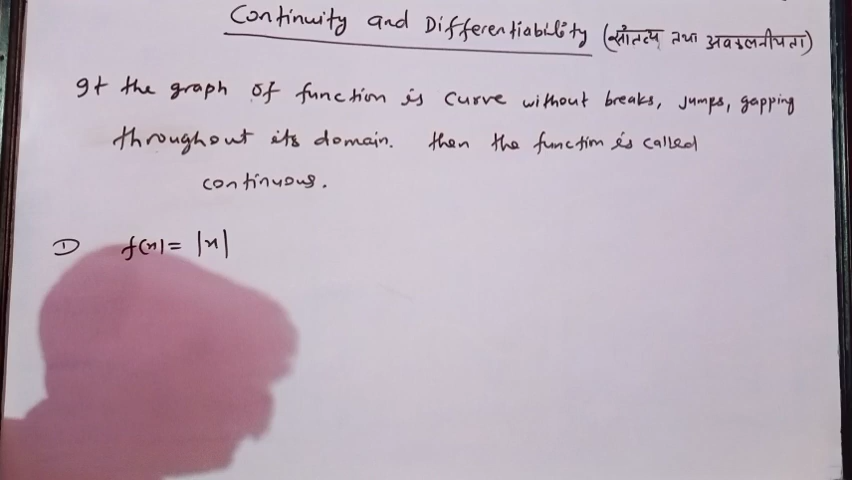 Continuity and Differentiability (सांतत्य तथा अवकलनीयता)
If the graph of function is curve without breaks, jumps, gapping
throughout its domain. then the function is called
continuous.
① f(x) = |x|